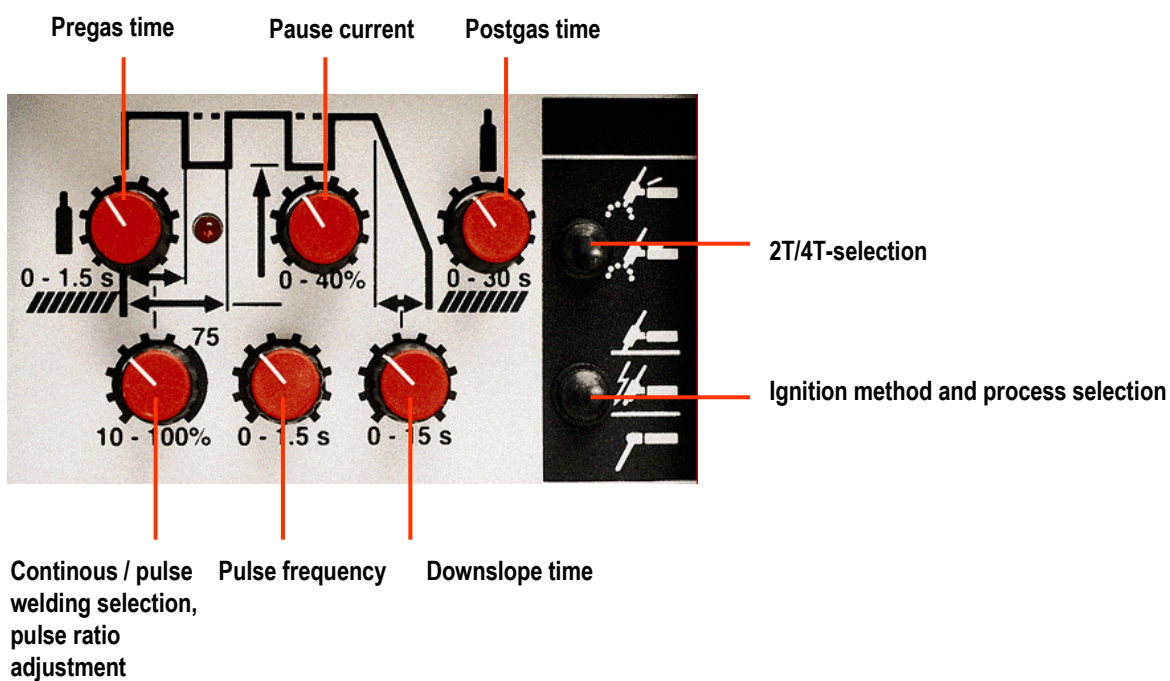 Pregas time
Pause current
Postgas time
0 - 1.5 s
0 - 40%
0 - 30 s
2T/4T-selection
75
Ignition method and process selection
10 - 100%
0 - 1.5 s
0 - 15 s
Continous / pulse
welding selection,
pulse ratio
adjustment
Pulse frequency
Downslope time